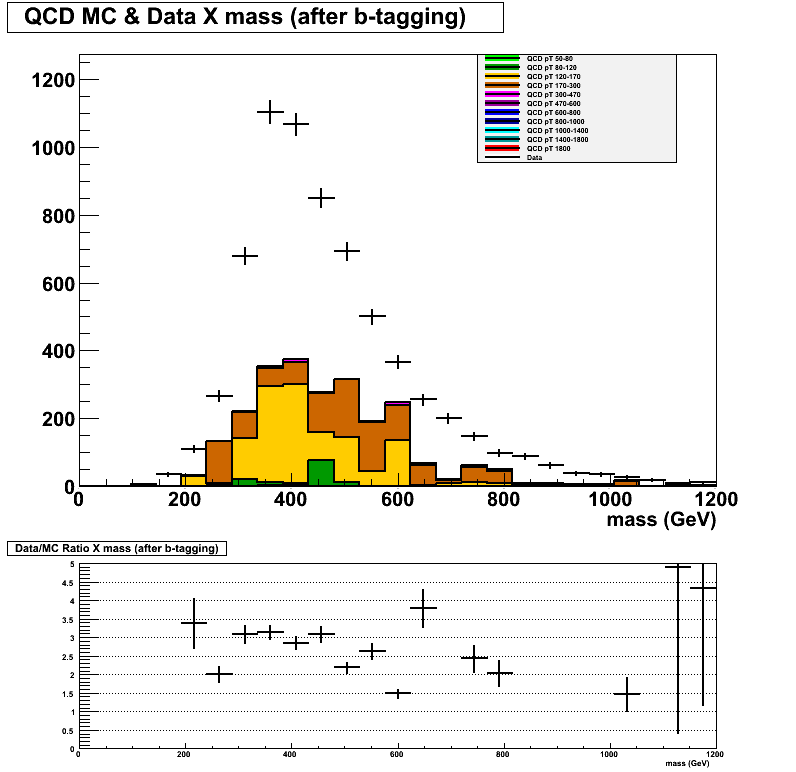 QCD MC & Data X mass (after b-tagging)
QCD pT 50-80
QCD pT 80-120
QCD pT 120-170
QCD pT 170-300
QCD pT 300-470
QCD pT 470-600
QCD pT 600-800
QCD pT 800-1000
QCD pT 1000-1400
QCD pT 1400-1800
QCD pT 1800
Data
1200
1000
800
600
400
200
0
0 200 400 600 800 1000 1200
mass (GeV)
Data/MC Ratio X mass (after b-tagging)
5
4.5
4
3.5
3
2.5
2
1.5
1
0.5
0
0 200 400 600 800 1000 1200
mass (GeV)